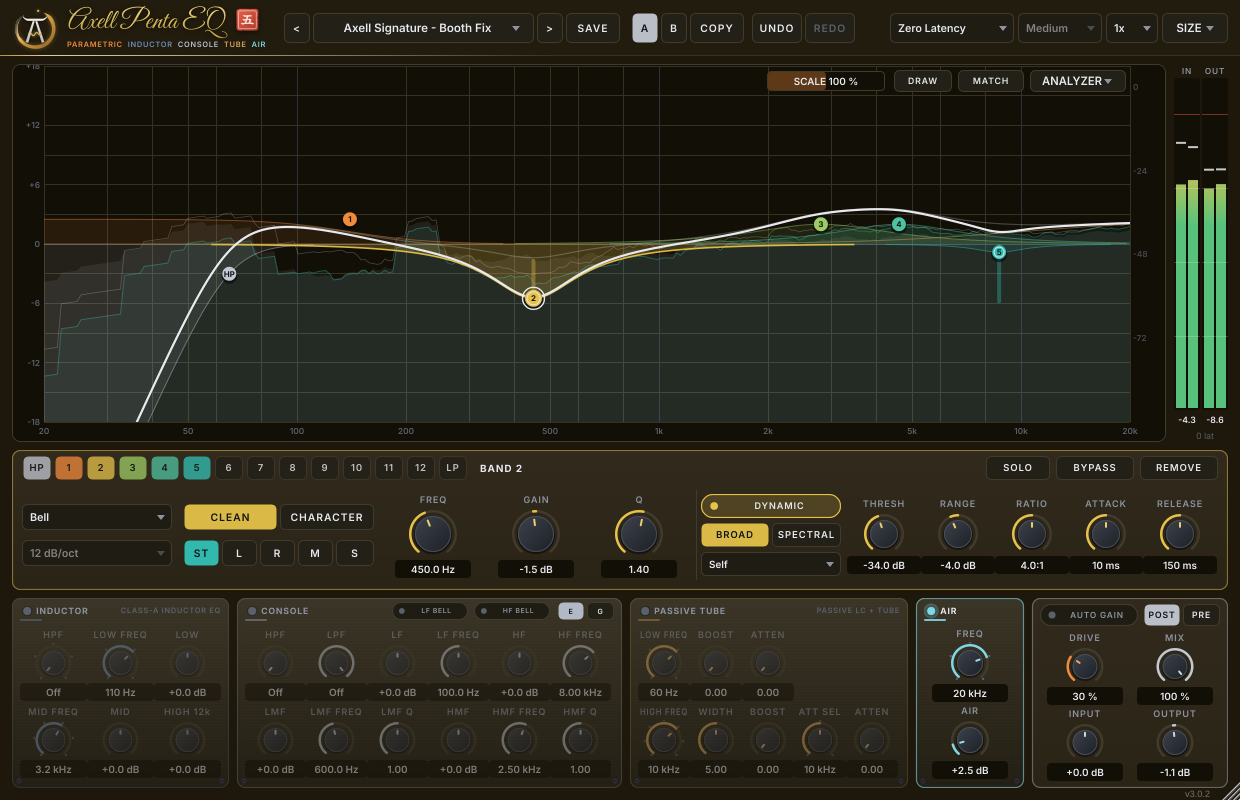 Axell Penta EQ 五
PARAMETRIC INDUCTOR CONSOLE TUBE AIR
< Axell Signature - Booth Fix > SAVE A B COPY UNDO REDO Zero Latency Medium 1x SIZE
SCALE 100 % DRAW MATCH ANALYZER
IN OUT
+18
+12
+6
0
-6
-12
-18
0
-24
-48
-72
HP 1 2 3 4 5
20 50 100 200 500 1k 2k 5k 10k 20k
-4.3 -8.6
0 lat
HP 1 2 3 4 5 6 7 8 9 10 11 12 LP BAND 2 SOLO BYPASS REMOVE
Bell CLEAN CHARACTER
12 dB/oct ST L R M S
FREQ GAIN Q
450.0 Hz -1.5 dB 1.40
DYNAMIC
BROAD SPECTRAL
Self
THRESH RANGE RATIO ATTACK RELEASE
-34.0 dB -4.0 dB 4.0:1 10 ms 150 ms
INDUCTOR CLASS-A INDUCTOR EQ
HPF LOW FREQ LOW
Off 110 Hz +0.0 dB
MID FREQ MID HIGH 12k
3.2 kHz +0.0 dB +0.0 dB
CONSOLE LF BELL HF BELL E G
HPF LPF LF LF FREQ HF HF FREQ
Off Off +0.0 dB 100.0 Hz +0.0 dB 8.00 kHz
LMF LMF FREQ LMF Q HMF HMF FREQ HMF Q
+0.0 dB 600.0 Hz 1.00 +0.0 dB 2.50 kHz 1.00
PASSIVE TUBE PASSIVE LC + TUBE
LOW FREQ BOOST ATTEN
60 Hz 0.00 0.00
HIGH FREQ WIDTH BOOST ATT SEL ATTEN
10 kHz 5.00 0.00 10 kHz 0.00
AIR
FREQ
20 kHz
AIR
+2.5 dB
AUTO GAIN POST PRE
DRIVE MIX
30 % 100 %
INPUT OUTPUT
+0.0 dB -1.1 dB
v3.0.2